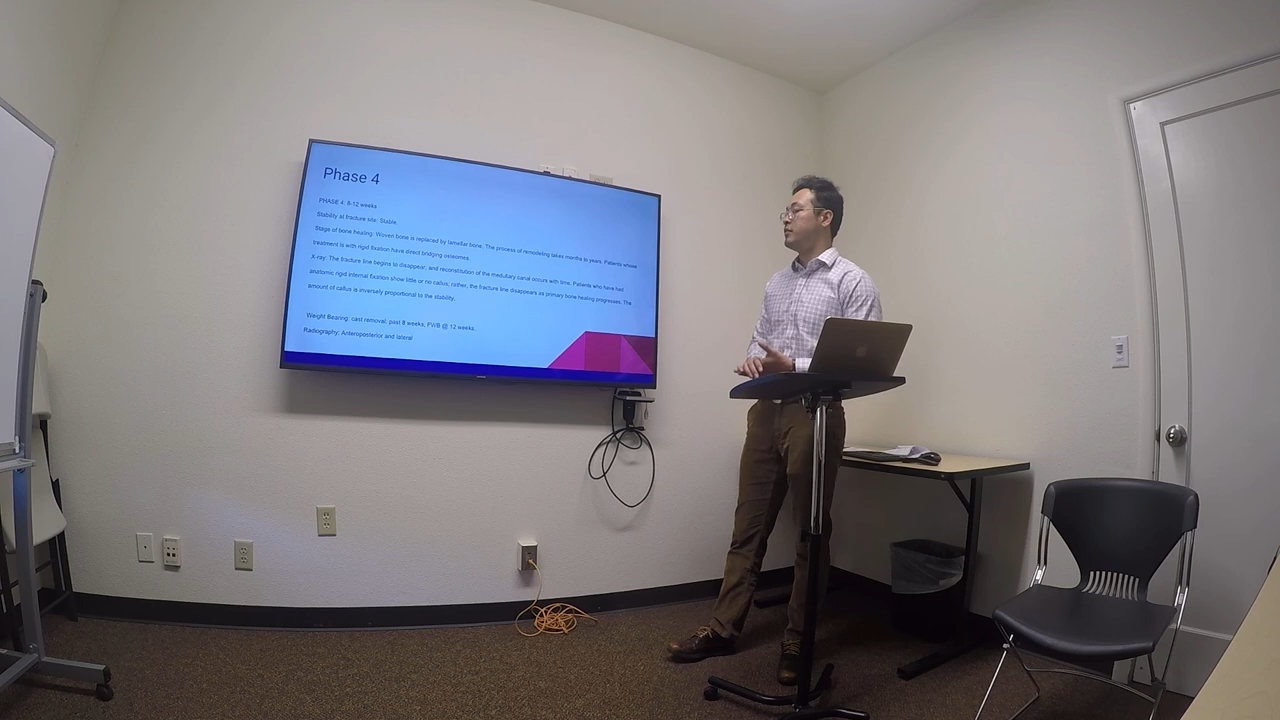 Phase 4
PHASE 4: 8-12 weeks
Stability at fracture site: Stable.
Stage of bone healing: Woven bone is replaced by lamellar bone. The process of remodeling takes months to years. Patients whose
treatment is with rigid fixation have direct bridging osteomes.
X-ray: The fracture line begins to disappear, and reconstitution of the medullary canal occurs with time. Patients who have had
anatomic rigid internal fixation show little or no callus; rather, the fracture line disappears as primary bone healing progresses. The
amount of callus is inversely proportional to the stability.
Weight Bearing: cast removal: past 8 weeks, FWB @ 12 weeks.
Radiography: Anteroposterior and lateral